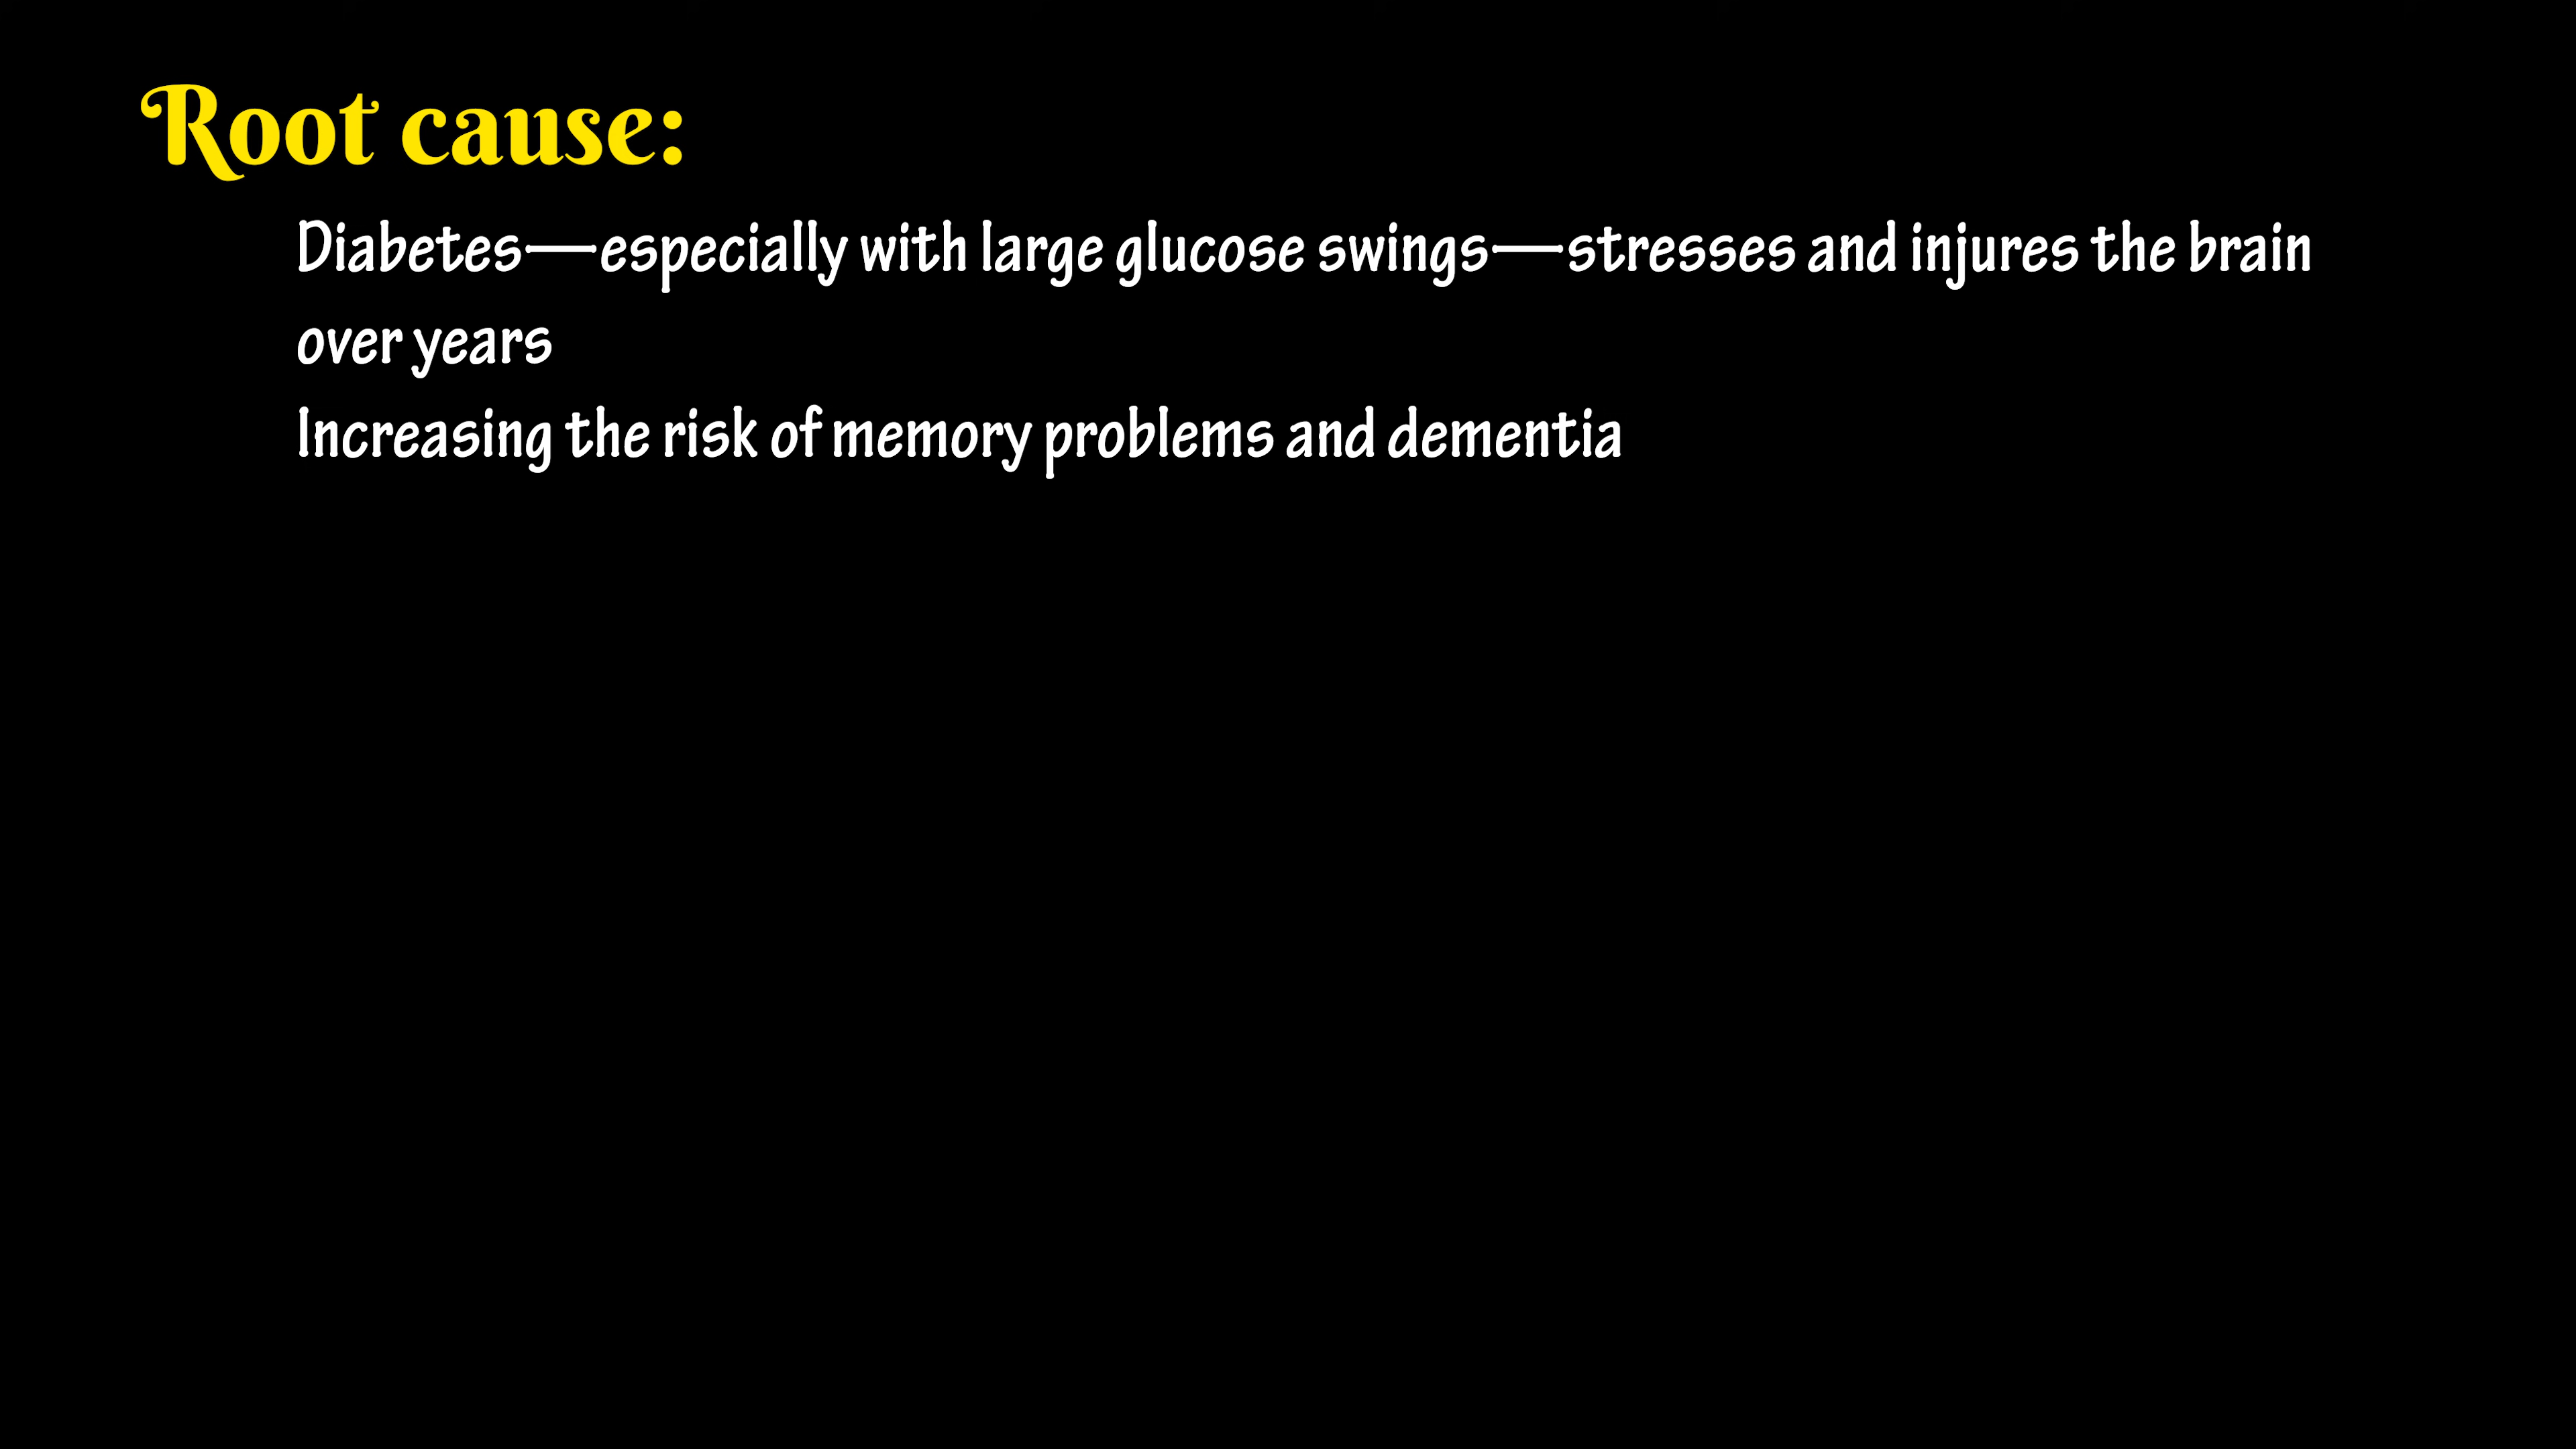 Root cause:
Diabetes—especially with large glucose swings—stresses and injures the brain
over years
Increasing the risk of memory problems and dementia